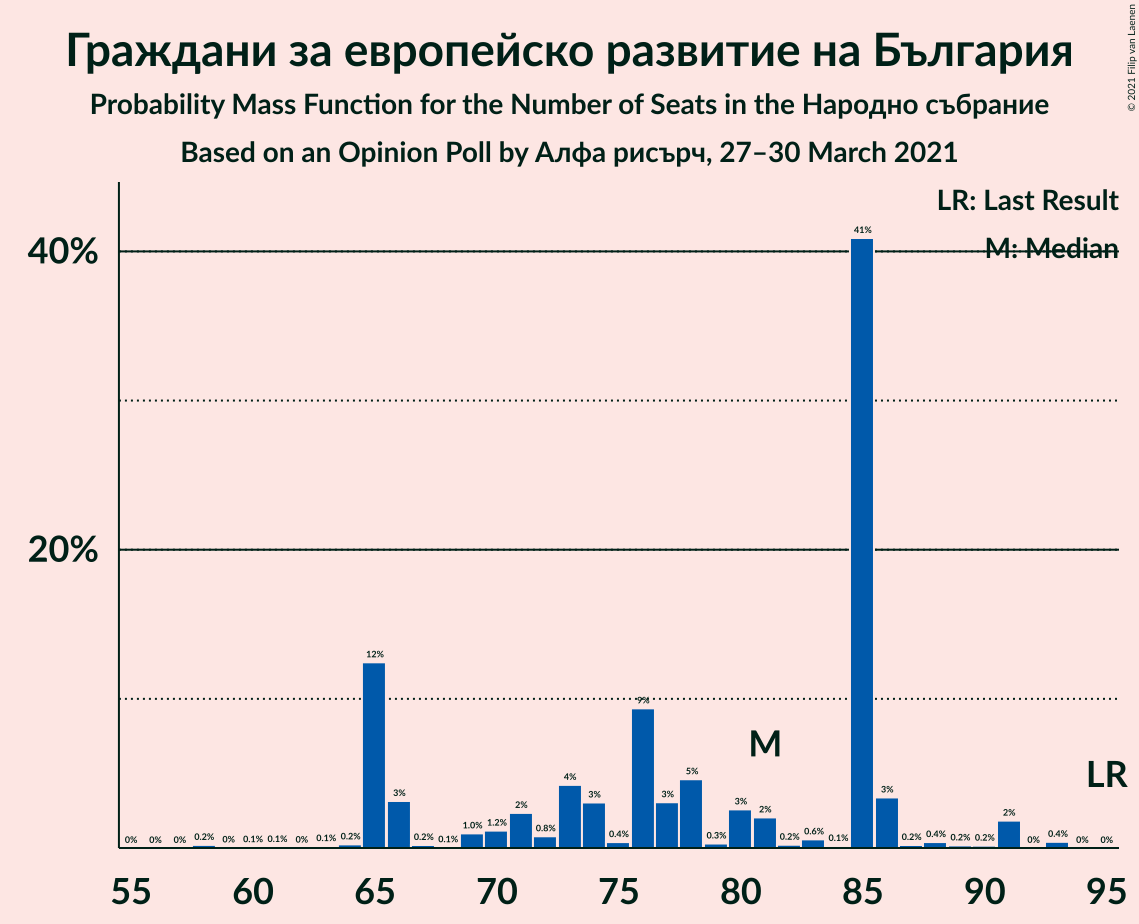 Граждани за европейско развитие на България
Probability Mass Function for the Number of Seats in the Народно събрание
Based on an Opinion Poll by Алфа рисърч, 27–30 March 2021
© 2021 Filip van Laenen
LR: Last Result
M: Median
40%
20%
0% 0% 0% 0.2% 0% 0.1% 0.1% 0% 0.1% 0.2% 12% 3% 0.2% 0.1% 1.0% 1.2% 2% 0.8% 4% 3% 0.4% 9% 3% 5% 0.3% 3% 2% 0.2% 0.6% 0.1% 41% 3% 0.2% 0.4% 0.2% 0.2% 2% 0% 0.4% 0% 0%
M
LR
55 60 65 70 75 80 85 90 95